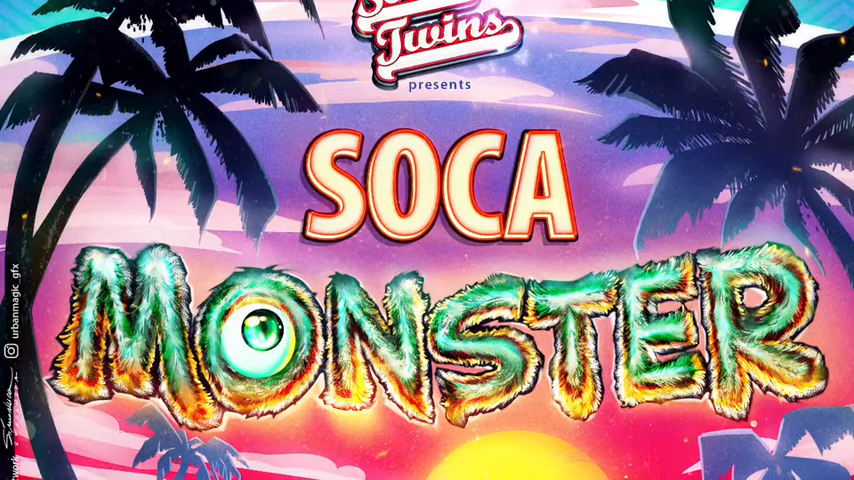 Twins
presents
SOCA
MONSTER
urbanmagic_gfx